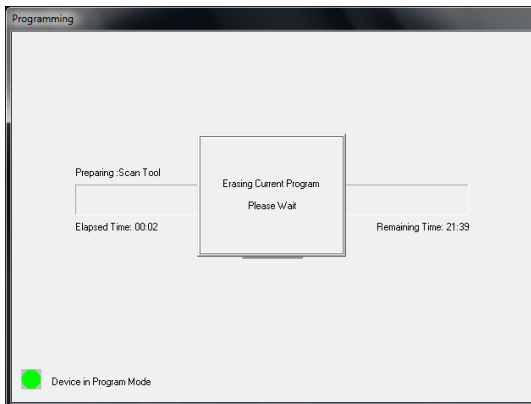 Programming
Preparing :Scan Tool
Erasing Current Program
Please Wait
Elapsed Time: 00:02
Remaining Time: 21:39
Device in Program Mode